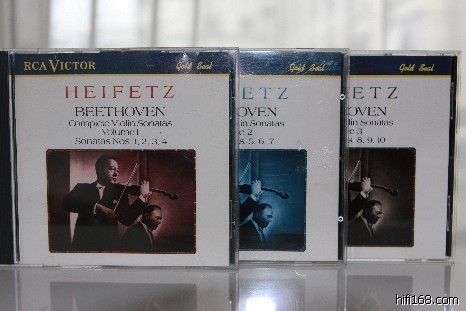 RCA VICTOR
Gold Seal
HEIFETZ
BEETHOVEN
Complete Violin Sonatas
Volume 1
Sonatas Nos. 1, 2, 3, 4
Gold Seal
ETZ
OVEN
lin Sonatas
e 2
s. 5, 6, 7
Gold Seal
ETZ
OVEN
lin Sonatas
e 3
s. 8, 9, 10
hifi168.com